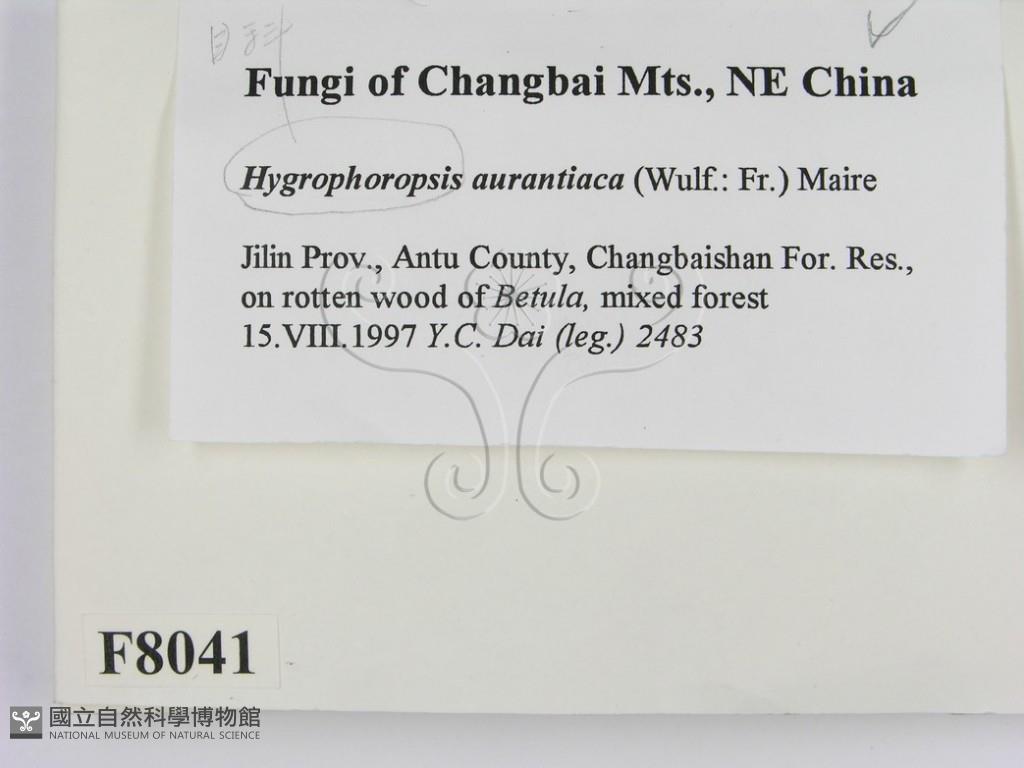 目科
Fungi of Changbai Mts., NE China
Hygrophoropsis aurantiaca (Wulf.: Fr.) Maire
Jilin Prov., Antu County, Changbaishan For. Res.,
on rotten wood of Betula, mixed forest
15.VIII.1997 Y.C. Dai (leg.) 2483
F8041
國立自然科學博物館
NATIONAL MUSEUM OF NATURAL SCIENCE